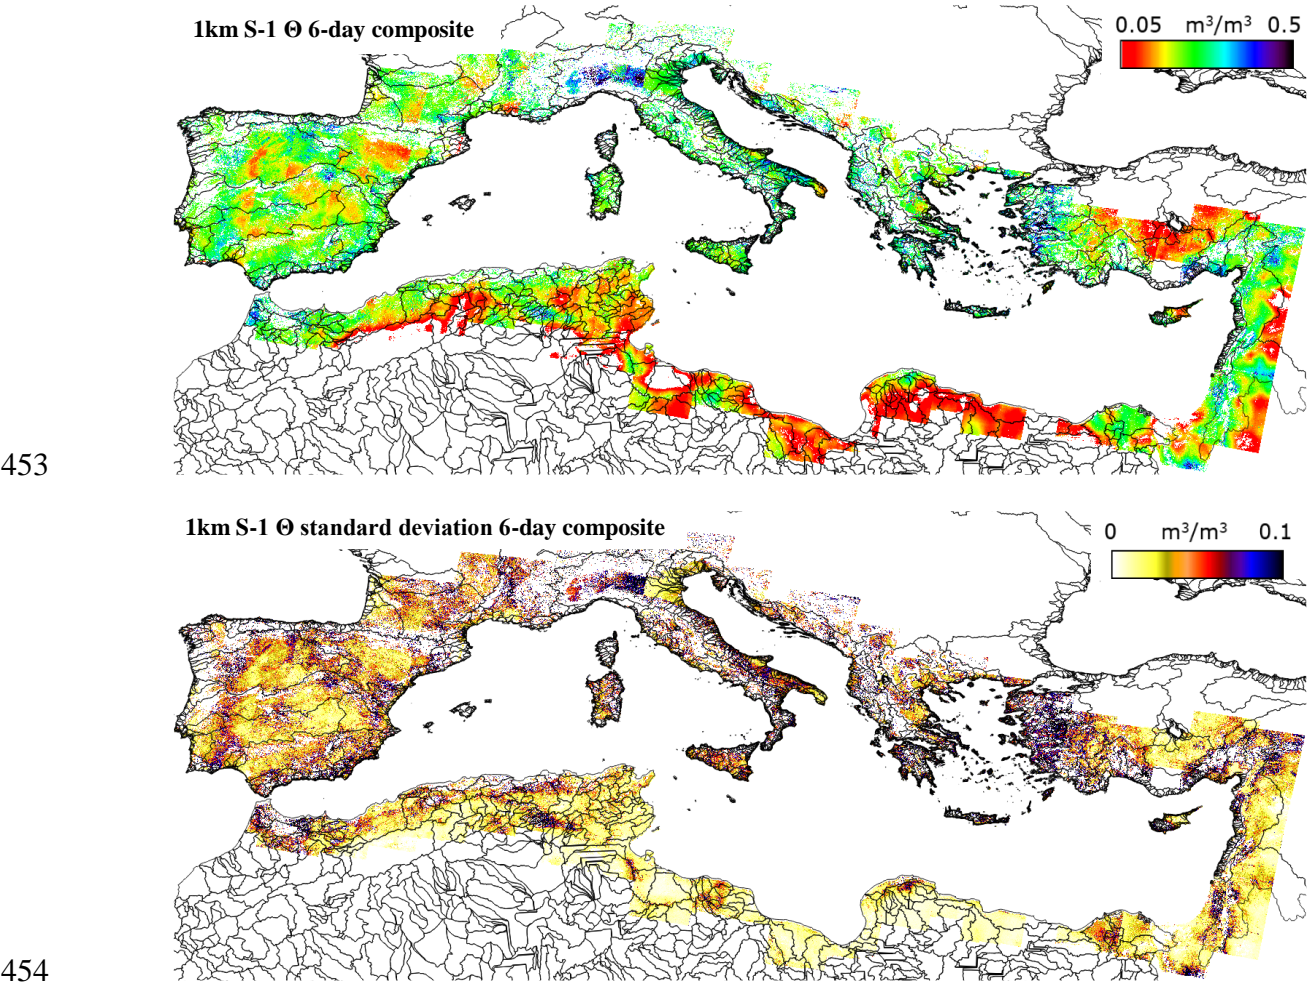 1km S-1 Θ 6-day composite
0.05 m³/m³ 0.5
453
1km S-1 Θ standard deviation 6-day composite
0 m³/m³ 0.1
454